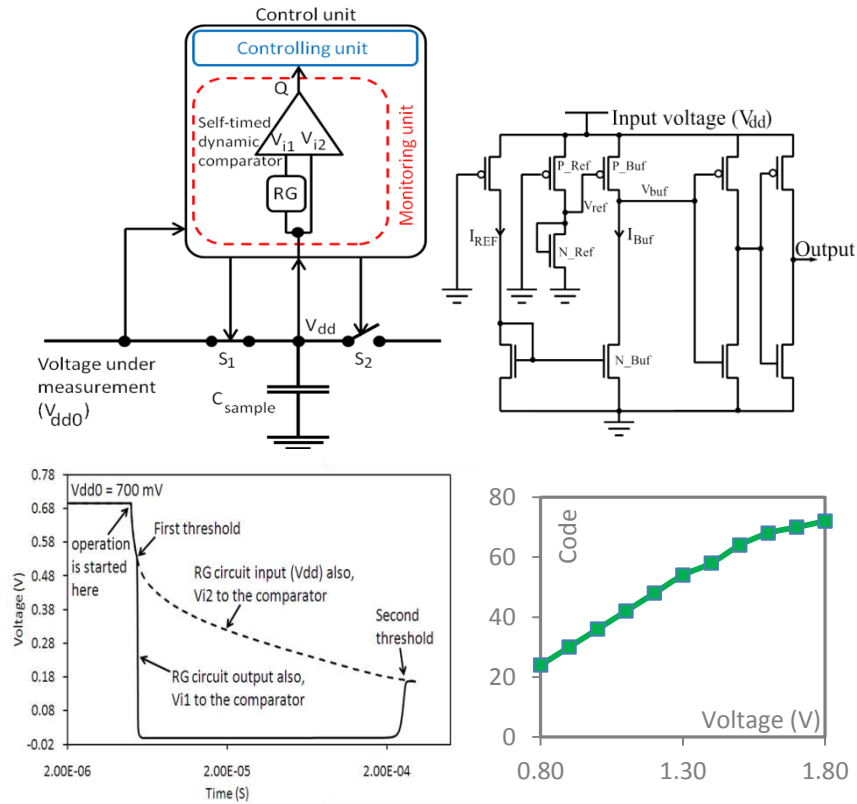 Control unit
Controlling unit
Q
Self-timed
dynamic
comparator
Vi1 Vi2
RG
Monitoring unit
Vdd
S1
S2
Voltage under
measurement
(Vdd0)
Csample
Input voltage (Vdd)
P_Ref
P_Buf
Vref
Vbuf
IREF
N_Ref
IBuf
Output
N_Buf
0.78
0.68
0.58
0.48
0.38
0.28
0.18
0.08
-0.02
Voltage (V)
Vdd0 = 700 mV
First threshold
operation
is started
here
RG circuit input (Vdd) also,
Vi2 to the comparator
Second
threshold
RG circuit output also,
Vi1 to the comparator
2.00E-06
2.00E-05
2.00E-04
Time (S)
80
60
40
20
0
Code
Voltage (V)
0.80
1.30
1.80